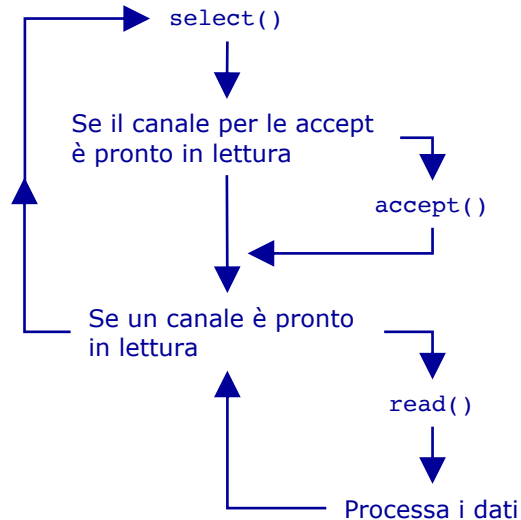 select()
Se il canale per le accept
è pronto in lettura
accept()
Se un canale è pronto
in lettura
read()
Processa i dati